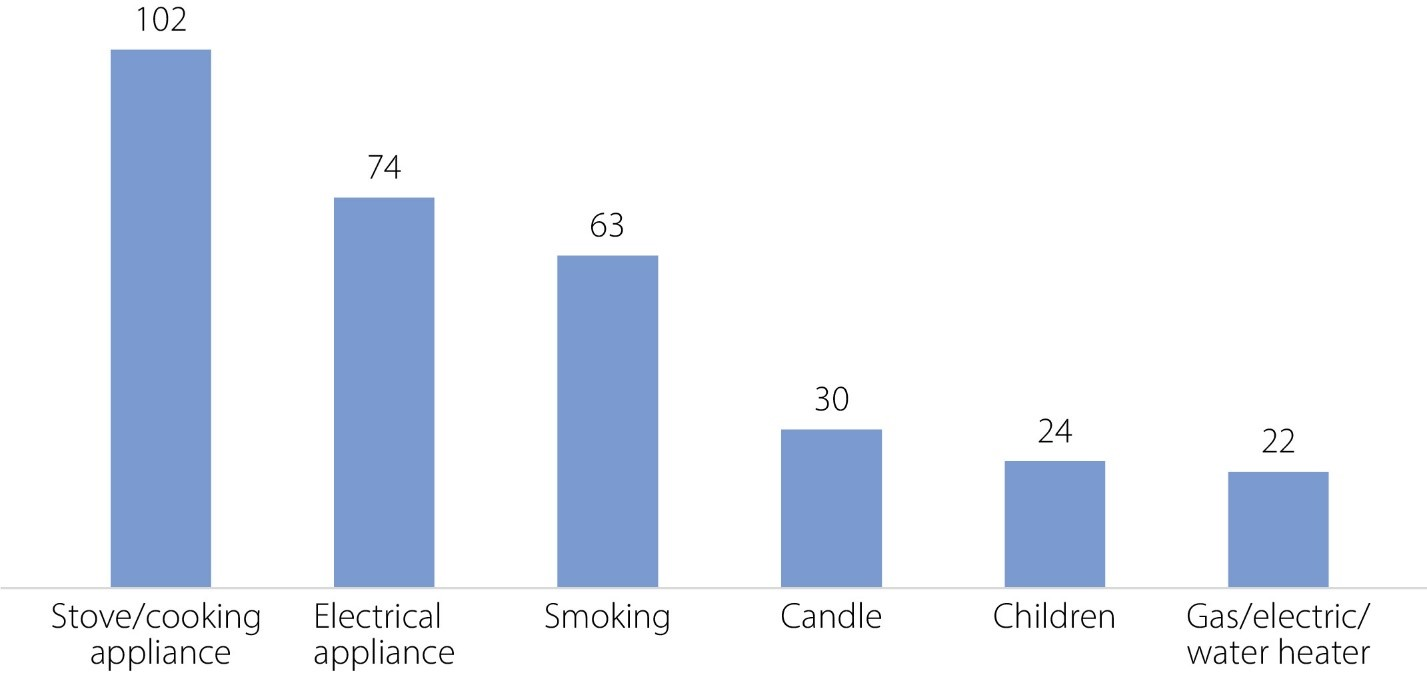 102
74
63
30
24
22
Stove/cooking
appliance
Electrical
appliance
Smoking
Candle
Children
Gas/electric/
water heater